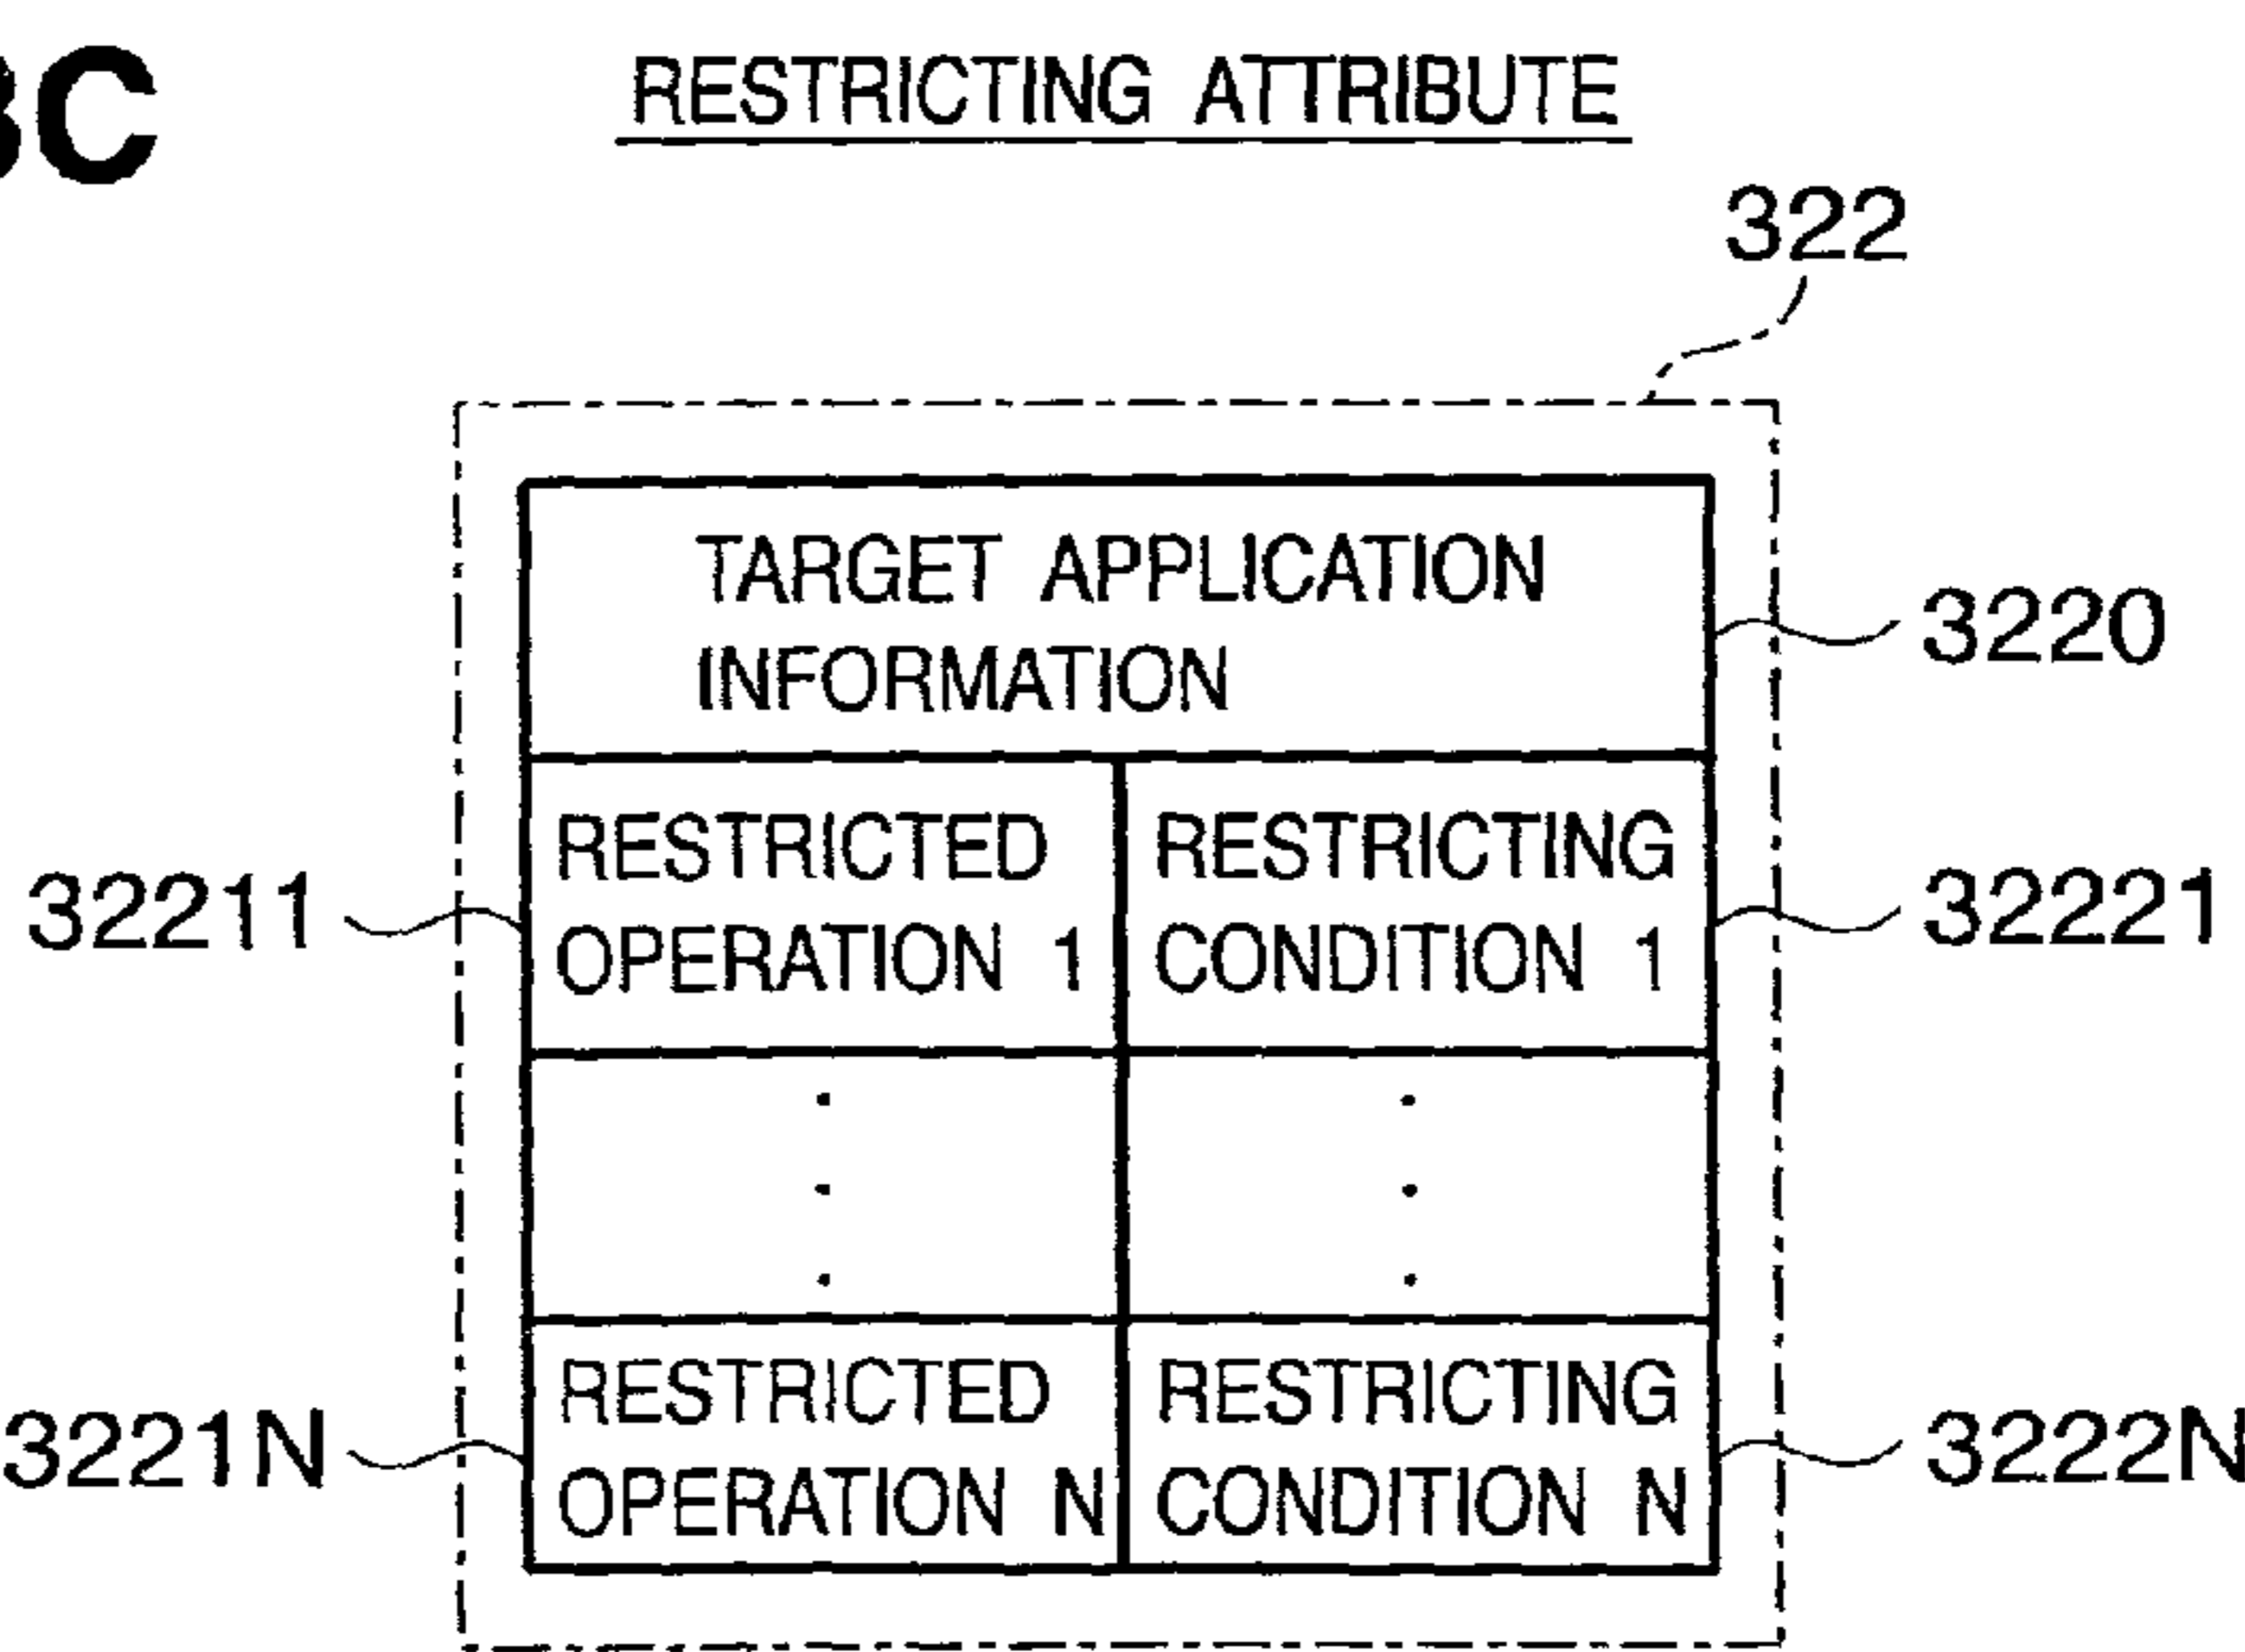 3C
RESTRICTING ATTRIBUTE
322
TARGET APPLICATION
INFORMATION
3220
RESTRICTED
OPERATION 1
RESTRICTING
CONDITION 1
32211
32221
RESTRICTED
OPERATION N
RESTRICTING
CONDITION N
3221N
3222N